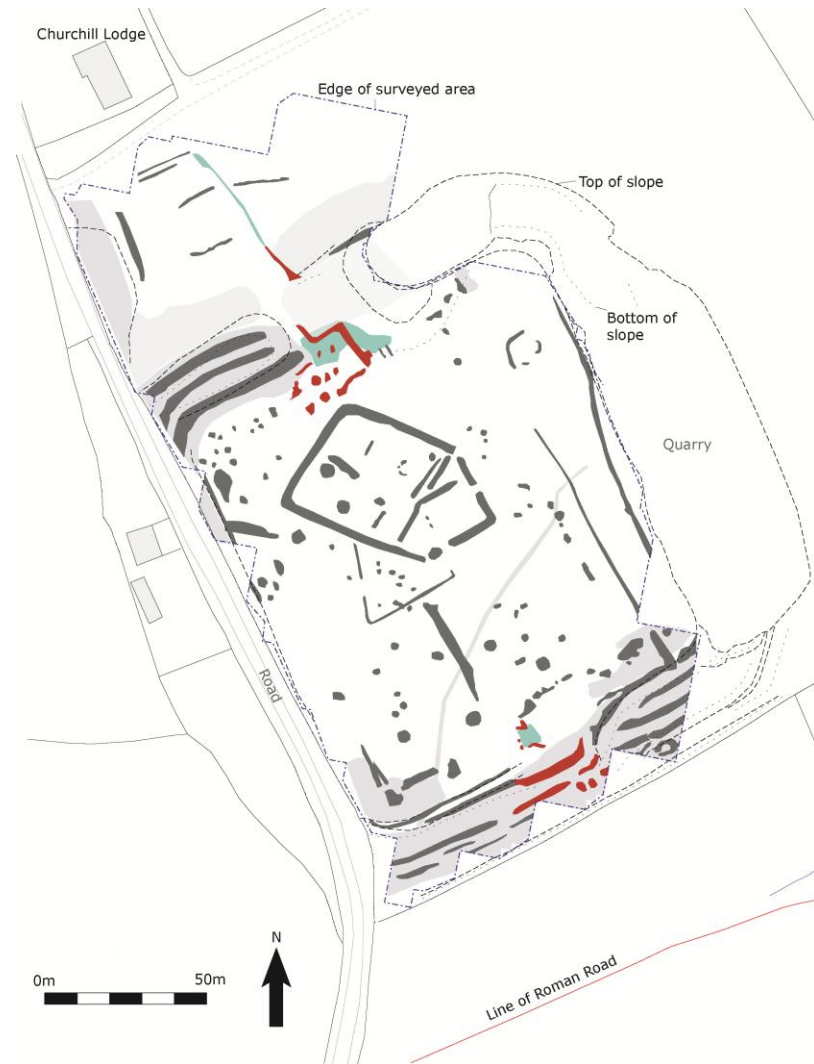 Churchill Lodge
Edge of surveyed area
Top of slope
Bottom of
slope
Quarry
Road
N
0m
50m
Line of Roman Road